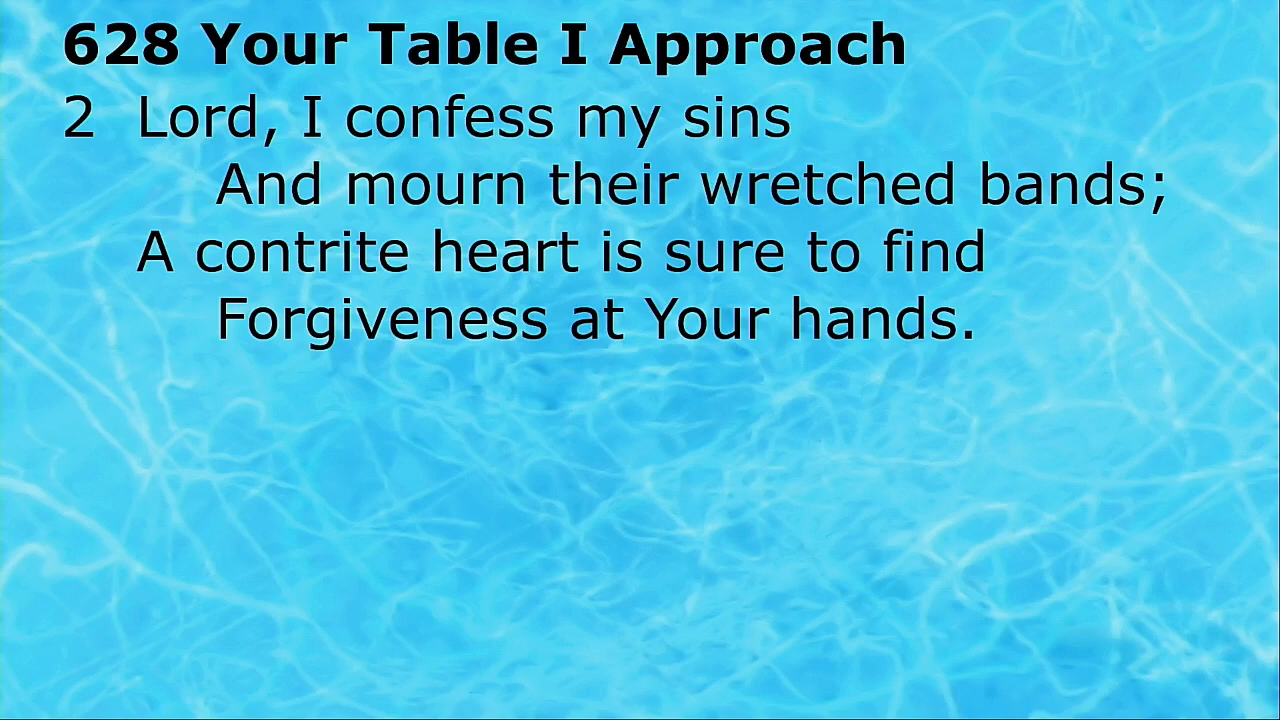 628 Your Table I Approach
2 Lord, I confess my sins
And mourn their wretched bands;
A contrite heart is sure to find
Forgiveness at Your hands.